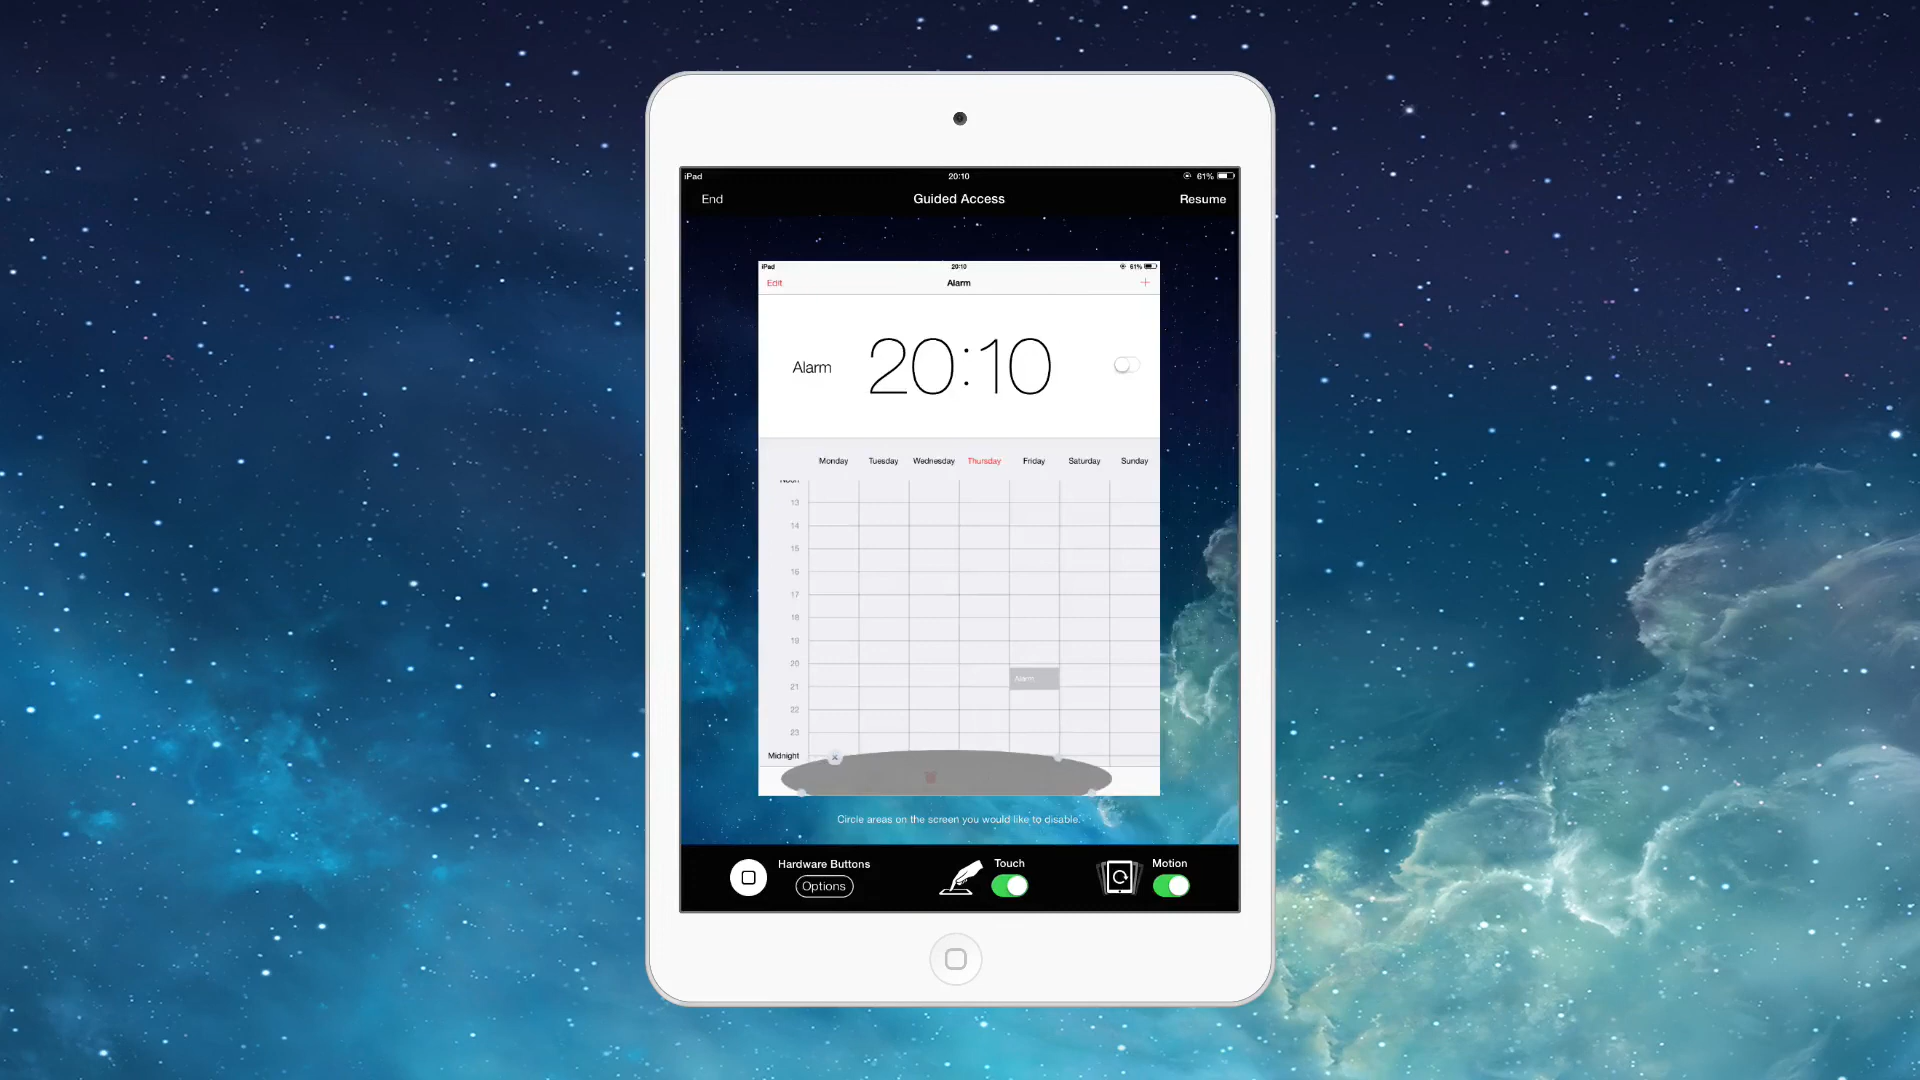 iPad 20:10 61%
End Guided Access Resume
iPad 20:10 61%
Edit Alarm +
Alarm 20:10
Monday Tuesday Wednesday Thursday Friday Saturday Sunday
Noon
13
14
15
16
17
18
19
20
Alarm
21
22
23
Midnight
Circle areas on the screen you would like to disable.
Hardware Buttons Touch Motion
Options